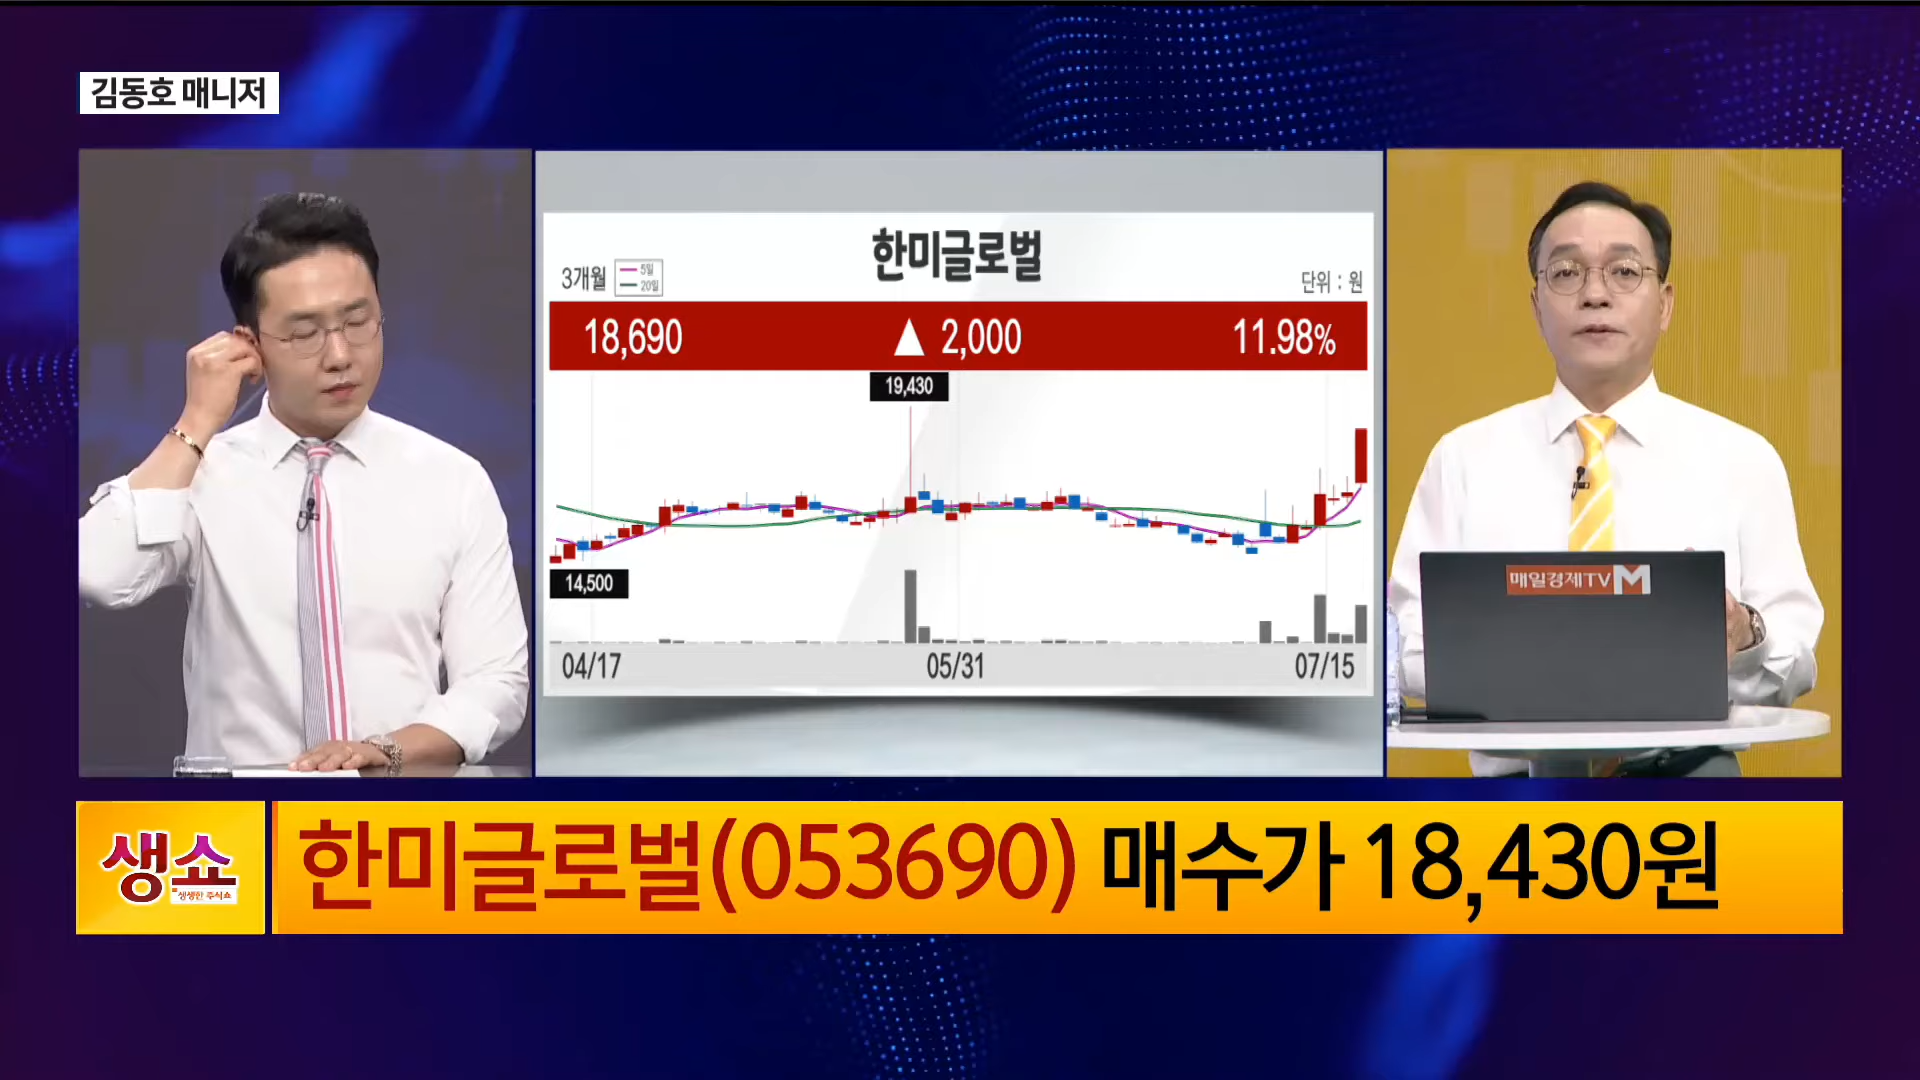 김동호 매니저
한미글로벌
3개월
5일
20일
단위 : 원
18,690 ▲ 2,000 11.98%
19,430
14,500
04/17 05/31 07/15
매일경제TV M
생쇼
생생한 주식쇼
한미글로벌(053690) 매수가 18,430원